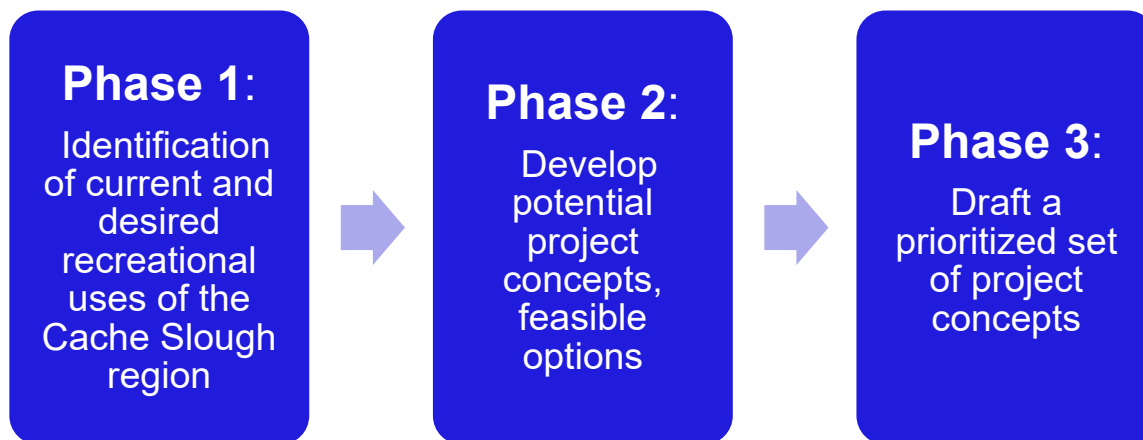 Phase 1:
Identification
of current and
desired
recreational
uses of the
Cache Slough
region
Phase 2:
Develop
potential
project
concepts,
feasible
options
Phase 3:
Draft a
prioritized set
of project
concepts